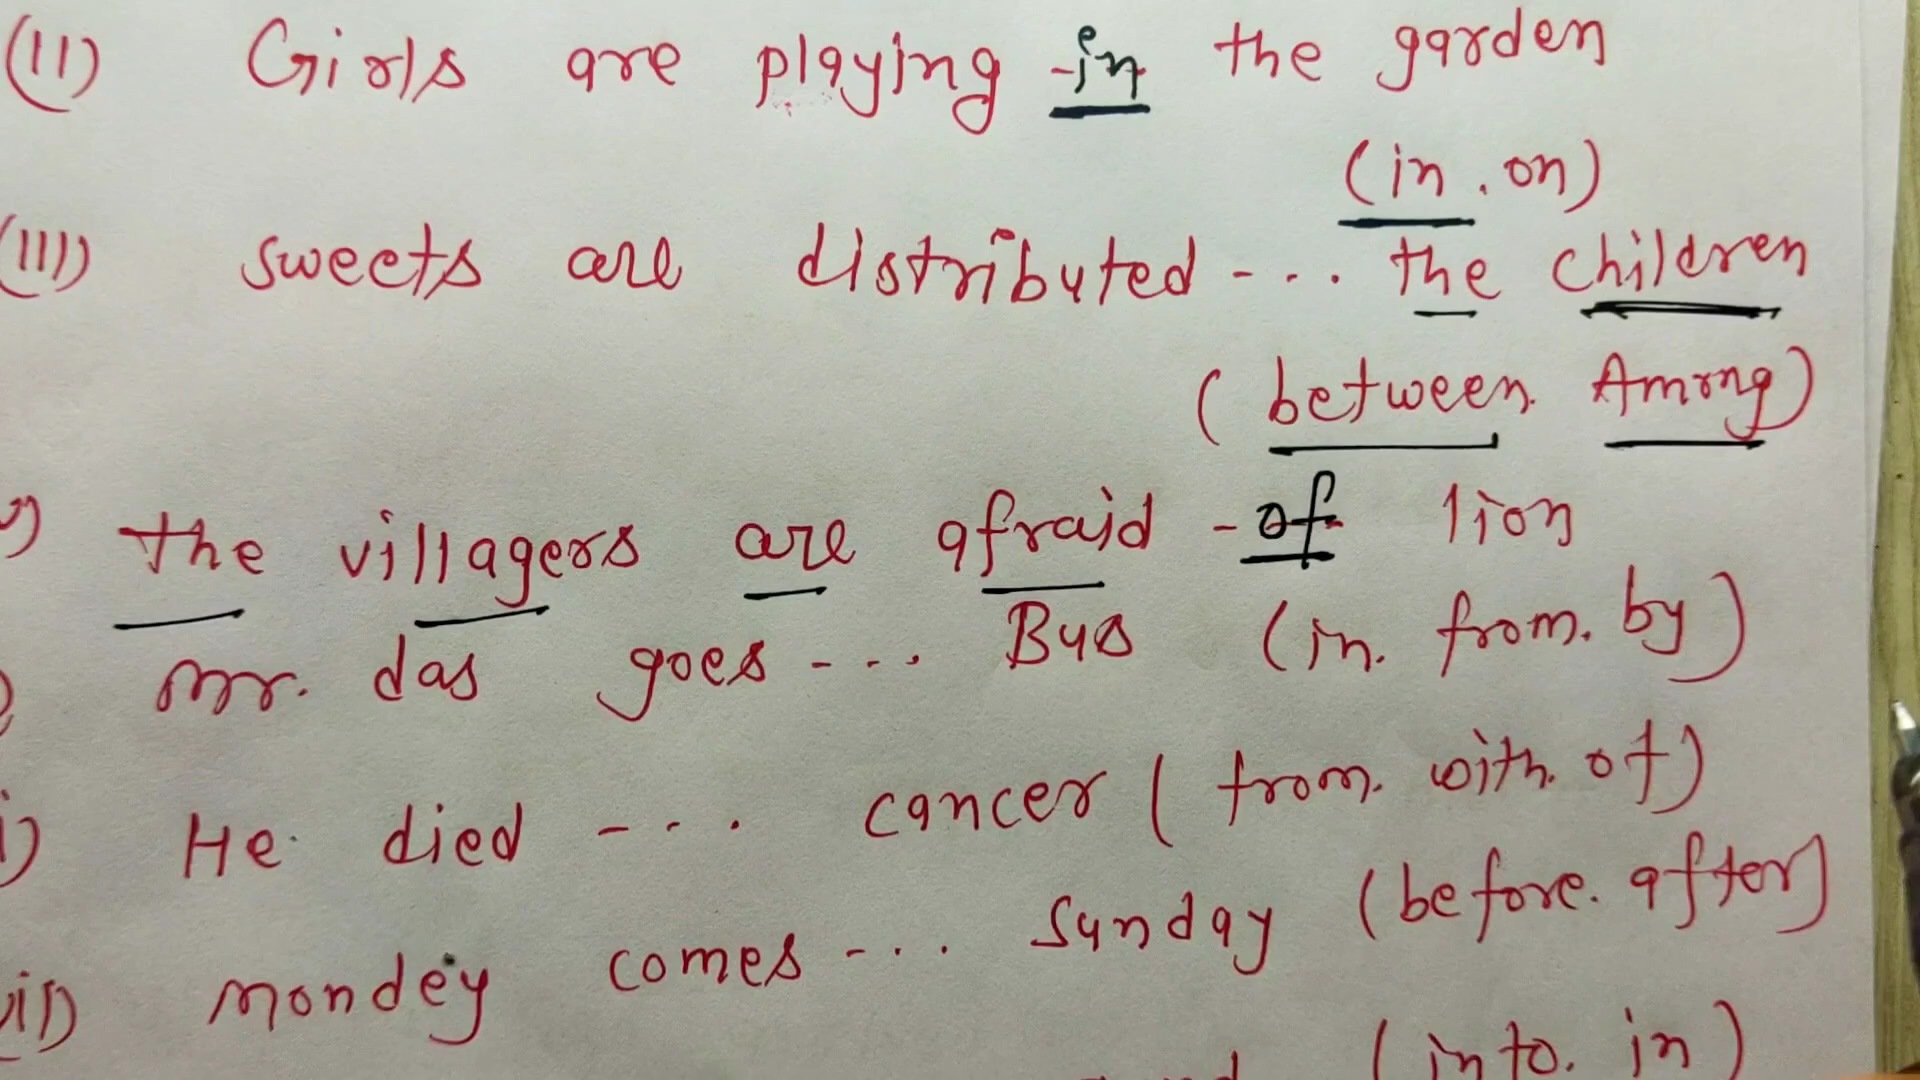 (11) Girls are playing in the garden
(in. on)
(111) sweets are distributed - . . . the children
(between. Among)
the villagers are afraid - of lion
mr. das goes - . . . Bus (in. from. by)
He died - - . . cancer ( from. with. of)
mondey comes - . . . Sunday (before. after)
(into. in)